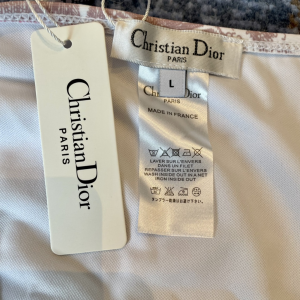 Christian Dior
PARIS
Christian Dior
PARIS
L
PARIS
MADE IN FRANCE
LAVER SUR L'ENVERS
DANS UN FILET
REPASSER SUR L'ENVERS
WASH INSIDE OUT IN A NET
IRON INSIDE OUT